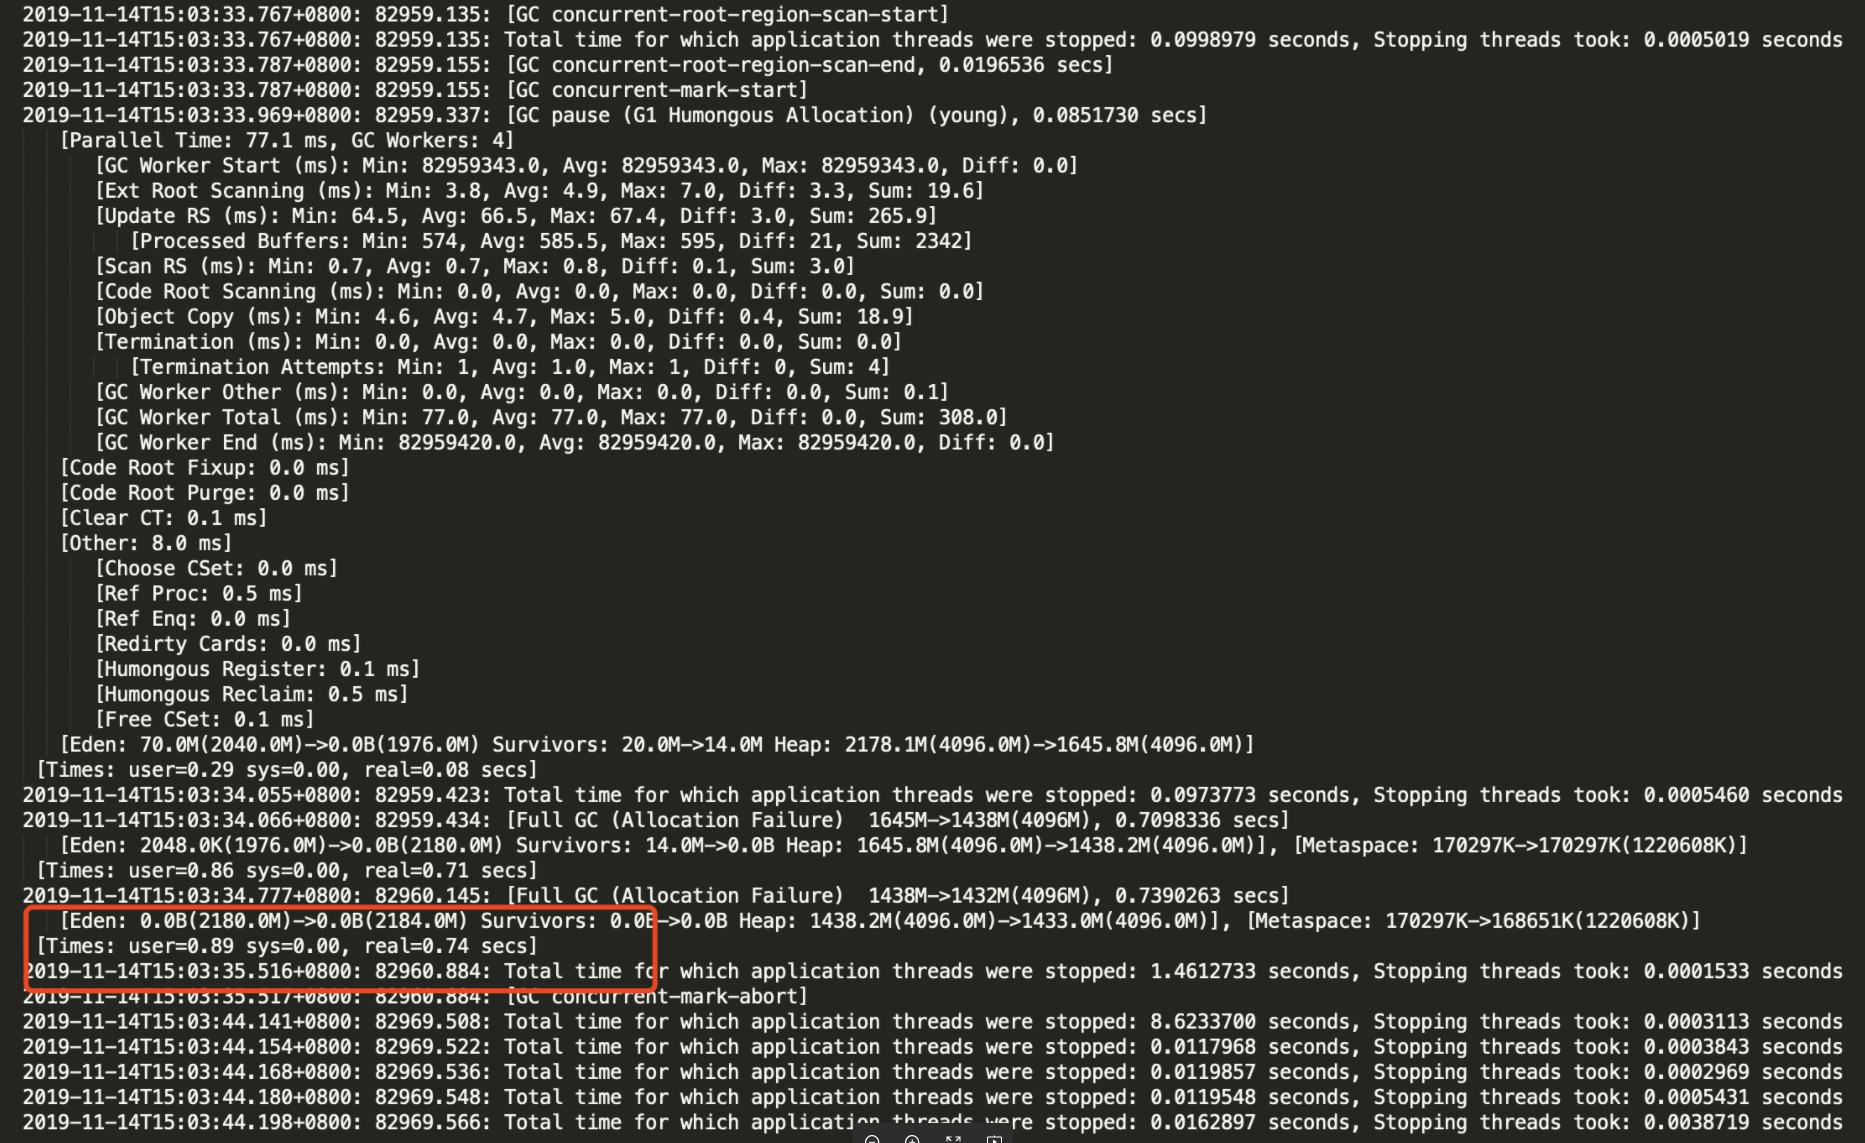 2019-11-14T15:03:33.767+0800: 82959.135: [GC concurrent-root-region-scan-start]
2019-11-14T15:03:33.767+0800: 82959.135: Total time for which application threads were stopped: 0.0998979 seconds, Stopping threads took: 0.0005019 seconds
2019-11-14T15:03:33.787+0800: 82959.155: [GC concurrent-root-region-scan-end, 0.0196536 secs]
2019-11-14T15:03:33.787+0800: 82959.155: [GC concurrent-mark-start]
2019-11-14T15:03:33.969+0800: 82959.337: [GC pause (G1 Humongous Allocation) (young), 0.0851730 secs]
[Parallel Time: 77.1 ms, GC Workers: 4]
[GC Worker Start (ms): Min: 82959343.0, Avg: 82959343.0, Max: 82959343.0, Diff: 0.0]
[Ext Root Scanning (ms): Min: 3.8, Avg: 4.9, Max: 7.0, Diff: 3.3, Sum: 19.6]
[Update RS (ms): Min: 64.5, Avg: 66.5, Max: 67.4, Diff: 3.0, Sum: 265.9]
[Processed Buffers: Min: 574, Avg: 585.5, Max: 595, Diff: 21, Sum: 2342]
[Scan RS (ms): Min: 0.7, Avg: 0.7, Max: 0.8, Diff: 0.1, Sum: 3.0]
[Code Root Scanning (ms): Min: 0.0, Avg: 0.0, Max: 0.0, Diff: 0.0, Sum: 0.0]
[Object Copy (ms): Min: 4.6, Avg: 4.7, Max: 5.0, Diff: 0.4, Sum: 18.9]
[Termination (ms): Min: 0.0, Avg: 0.0, Max: 0.0, Diff: 0.0, Sum: 0.0]
[Termination Attempts: Min: 1, Avg: 1.0, Max: 1, Diff: 0, Sum: 4]
[GC Worker Other (ms): Min: 0.0, Avg: 0.0, Max: 0.0, Diff: 0.0, Sum: 0.1]
[GC Worker Total (ms): Min: 77.0, Avg: 77.0, Max: 77.0, Diff: 0.0, Sum: 308.0]
[GC Worker End (ms): Min: 82959420.0, Avg: 82959420.0, Max: 82959420.0, Diff: 0.0]
[Code Root Fixup: 0.0 ms]
[Code Root Purge: 0.0 ms]
[Clear CT: 0.1 ms]
[Other: 8.0 ms]
[Choose CSet: 0.0 ms]
[Ref Proc: 0.5 ms]
[Ref Enq: 0.0 ms]
[Redirty Cards: 0.0 ms]
[Humongous Register: 0.1 ms]
[Humongous Reclaim: 0.5 ms]
[Free CSet: 0.1 ms]
[Eden: 70.0M(2040.0M)->0.0B(1976.0M) Survivors: 20.0M->14.0M Heap: 2178.1M(4096.0M)->1645.8M(4096.0M)]
[Times: user=0.29 sys=0.00, real=0.08 secs]
2019-11-14T15:03:34.055+0800: 82959.423: Total time for which application threads were stopped: 0.0973773 seconds, Stopping threads took: 0.0005460 seconds
2019-11-14T15:03:34.066+0800: 82959.434: [Full GC (Allocation Failure)  1645M->1438M(4096M), 0.7098336 secs]
[Eden: 2048.0K(1976.0M)->0.0B(2180.0M) Survivors: 14.0M->0.0B Heap: 1645.8M(4096.0M)->1438.2M(4096.0M)], [Metaspace: 170297K->170297K(1220608K)]
[Times: user=0.86 sys=0.00, real=0.71 secs]
2019-11-14T15:03:34.777+0800: 82960.145: [Full GC (Allocation Failure)  1438M->1432M(4096M), 0.7390263 secs]
[Eden: 0.0B(2180.0M)->0.0B(2184.0M) Survivors: 0.0B->0.0B Heap: 1438.2M(4096.0M)->1433.0M(4096.0M)], [Metaspace: 170297K->168651K(1220608K)]
[Times: user=0.89 sys=0.00, real=0.74 secs]
2019-11-14T15:03:35.516+0800: 82960.884: Total time for which application threads were stopped: 1.4612733 seconds, Stopping threads took: 0.0001533 seconds
2019-11-14T15:03:35.517+0800: 82960.884: [GC concurrent-mark-abort]
2019-11-14T15:03:44.141+0800: 82969.508: Total time for which application threads were stopped: 8.6233700 seconds, Stopping threads took: 0.0003113 seconds
2019-11-14T15:03:44.154+0800: 82969.522: Total time for which application threads were stopped: 0.0117968 seconds, Stopping threads took: 0.0003843 seconds
2019-11-14T15:03:44.168+0800: 82969.536: Total time for which application threads were stopped: 0.0119857 seconds, Stopping threads took: 0.0002969 seconds
2019-11-14T15:03:44.180+0800: 82969.548: Total time for which application threads were stopped: 0.0119548 seconds, Stopping threads took: 0.0005431 seconds
2019-11-14T15:03:44.198+0800: 82969.566: Total time for which application threads were stopped: 0.0162897 seconds, Stopping threads took: 0.0038719 seconds